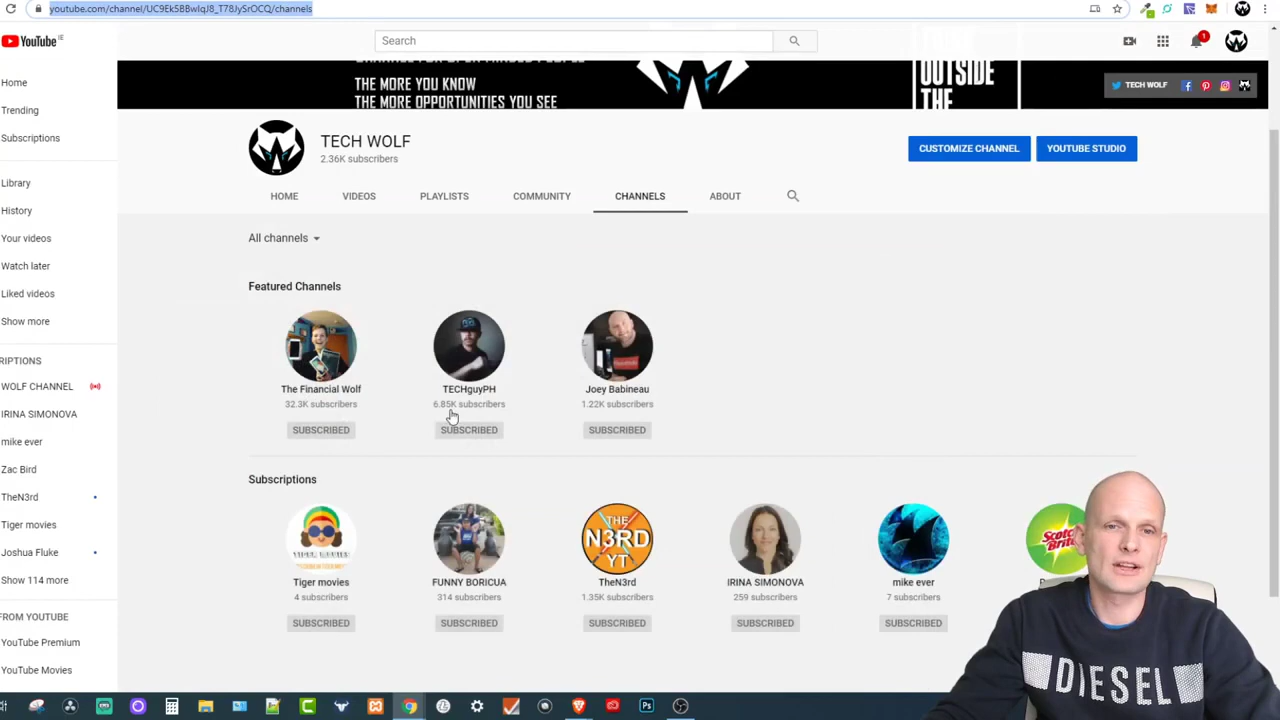 youtube.com/channel/UC9Ek5BBwlqJ8_T78JySrOCQ/channels
YouTube IE
Search
1
THE MORE YOU KNOW
THE MORE OPPORTUNITIES YOU SEE
OUTSIDE
THE
TECH WOLF
Home
Trending
Subscriptions
Library
History
Your videos
Watch later
Liked videos
Show more
RIPTIONS
WOLF CHANNEL
IRINA SIMONOVA
mike ever
Zac Bird
TheN3rd
Tiger movies
Joshua Fluke
Show 114 more
FROM YOUTUBE
YouTube Premium
YouTube Movies
TECH WOLF
2.36K subscribers
CUSTOMIZE CHANNEL
YOUTUBE STUDIO
HOME
VIDEOS
PLAYLISTS
COMMUNITY
CHANNELS
ABOUT
All channels
Featured Channels
The Financial Wolf
32.3K subscribers
SUBSCRIBED
TECHguyPH
6.85K subscribers
SUBSCRIBED
Joey Babineau
1.22K subscribers
SUBSCRIBED
Subscriptions
Tiger movies
4 subscribers
SUBSCRIBED
FUNNY BORICUA
314 subscribers
SUBSCRIBED
THE
N3RD
YT
TheN3rd
1.35K subscribers
SUBSCRIBED
IRINA SIMONOVA
259 subscribers
SUBSCRIBED
mike ever
7 subscribers
SUBSCRIBED
DIESEL